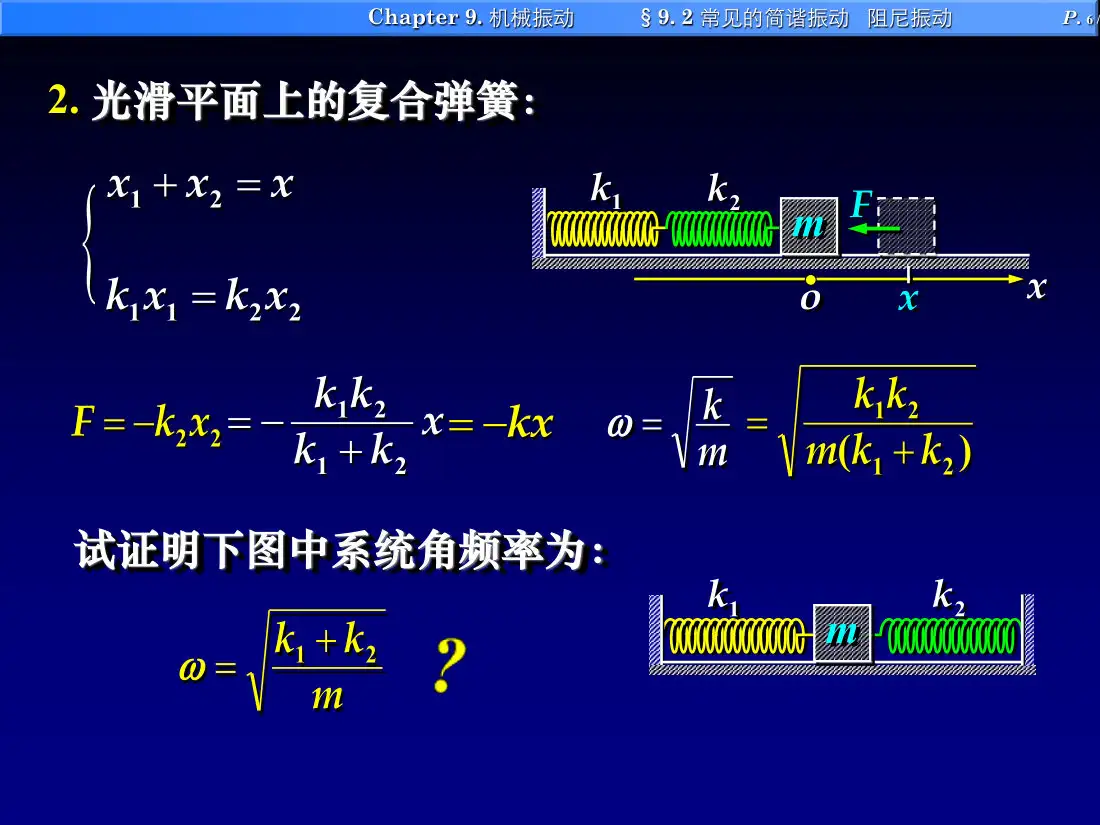 Chapter 9. 机械振动 §9.2 常见的简谐振动 阻尼振动 P. 6/
2. 光滑平面上的复合弹簧：
x₁ + x₂ = x
k₁x₁ = k₂x₂
k₁ k₂ m F
o x x
F = −k₂x₂ = − k₁k₂ / (k₁ + k₂) x = −kx ω = √(k / m) = √(k₁k₂ / m(k₁ + k₂))
试证明下图中系统角频率为：
k₁ m k₂
ω = √((k₁ + k₂) / m) ?